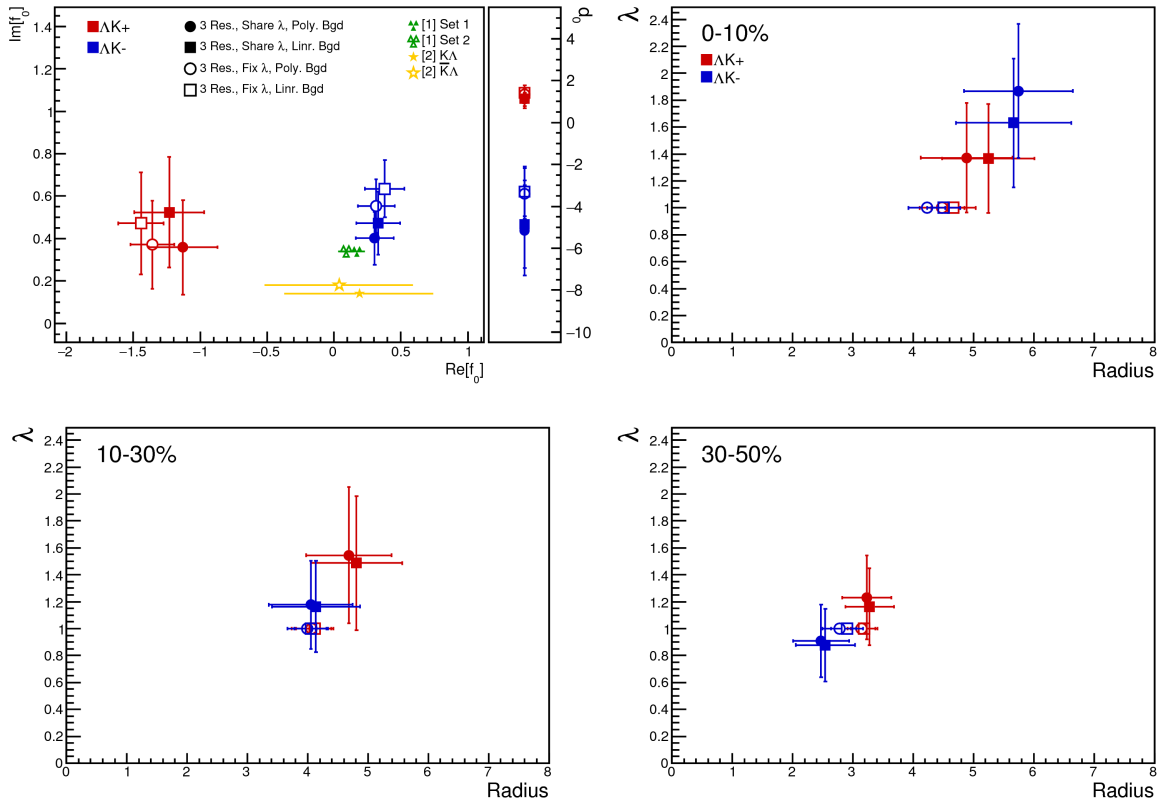 Im[f0]
1.4
1.2
1
0.8
0.6
0.4
0.2
0
−2
−1.5
−1
−0.5
0
0.5
1
Re[f0]
ΛK+
ΛK-
3 Res., Share λ, Poly. Bgd
3 Res., Share λ, Linr. Bgd
3 Res., Fix λ, Poly. Bgd
3 Res., Fix λ, Linr. Bgd
[1] Set 1
[1] Set 2
[2] KΛ
[2] K̅Λ
d0
4
2
0
−2
−4
−6
−8
−10
λ
2.4
2.2
2
1.8
1.6
1.4
1.2
1
0.8
0.6
0.4
0.2
0
0 1 2 3 4 5 6 7 8
Radius
0-10%
ΛK+
ΛK-
λ
2.4
2.2
2
1.8
1.6
1.4
1.2
1
0.8
0.6
0.4
0.2
0
0 1 2 3 4 5 6 7 8
Radius
10-30%
λ
2.4
2.2
2
1.8
1.6
1.4
1.2
1
0.8
0.6
0.4
0.2
0
0 1 2 3 4 5 6 7 8
Radius
30-50%